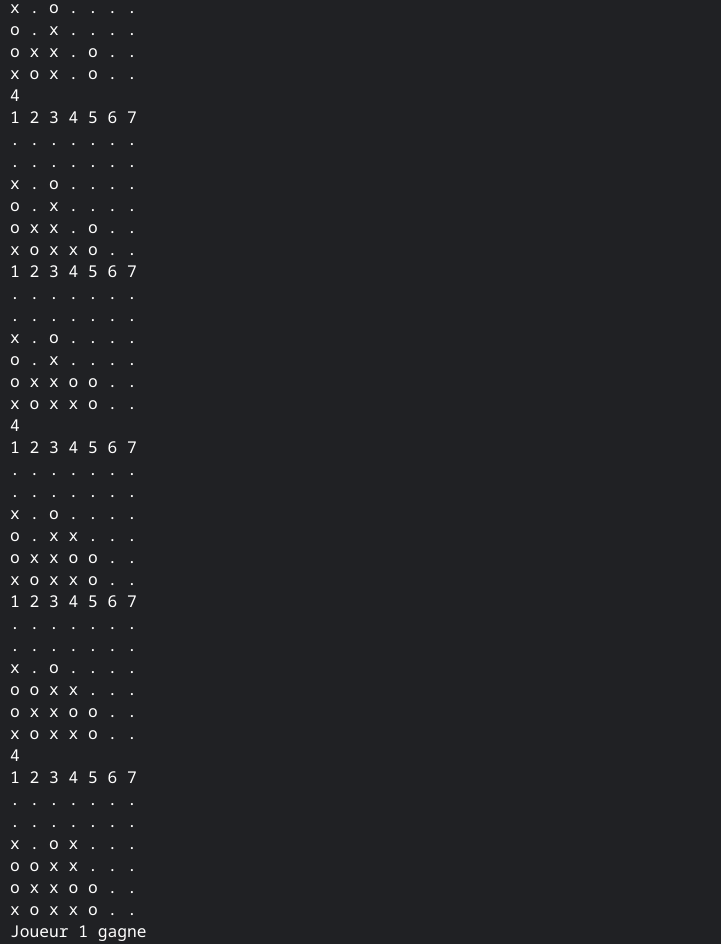 x . o . . . .
o . x . . . .
o x x . o . .
x o x . o . .
4
1 2 3 4 5 6 7
. . . . . . .
. . . . . . .
x . o . . . .
o . x . . . .
o x x . o . .
x o x x o . .
1 2 3 4 5 6 7
. . . . . . .
. . . . . . .
x . o . . . .
o . x . . . .
o x x o o . .
x o x x o . .
4
1 2 3 4 5 6 7
. . . . . . .
. . . . . . .
x . o . . . .
o . x x . . .
o x x o o . .
x o x x o . .
1 2 3 4 5 6 7
. . . . . . .
. . . . . . .
x . o . . . .
o o x x . . .
o x x o o . .
x o x x o . .
4
1 2 3 4 5 6 7
. . . . . . .
. . . . . . .
x . o x . . .
o o x x . . .
o x x o o . .
x o x x o . .
Joueur 1 gagne